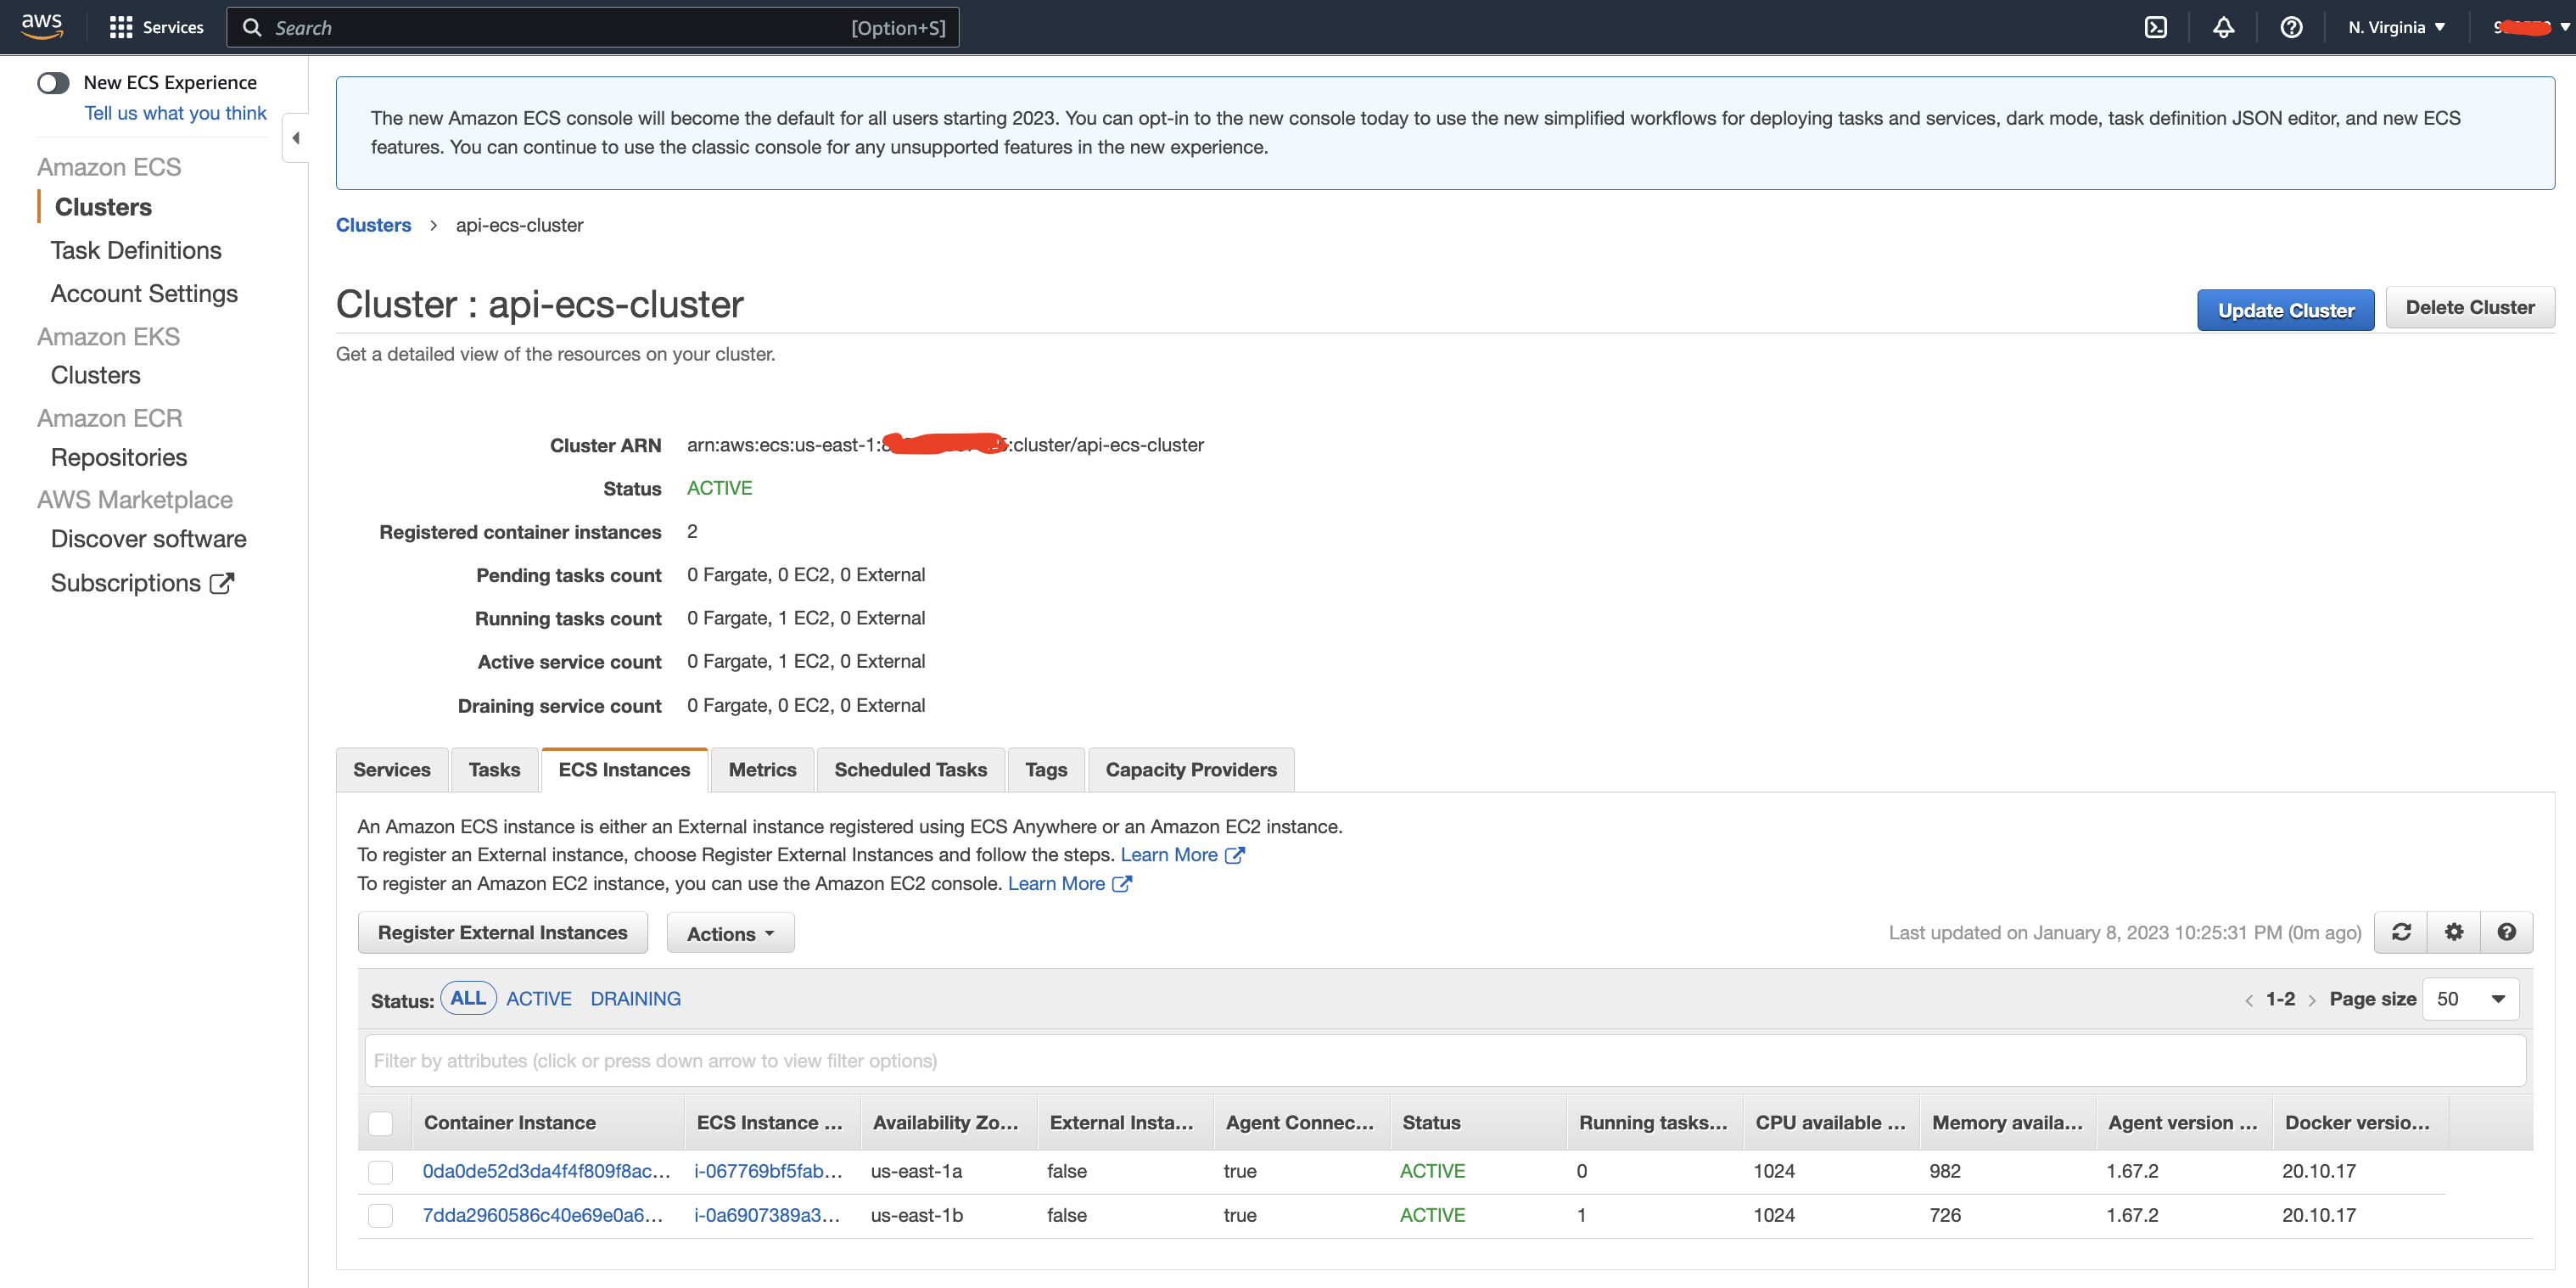 aws
Services
Search [Option+S]
N. Virginia
New ECS Experience
Tell us what you think
Amazon ECS
Clusters
Task Definitions
Account Settings
Amazon EKS
Clusters
Amazon ECR
Repositories
AWS Marketplace
Discover software
Subscriptions
The new Amazon ECS console will become the default for all users starting 2023. You can opt-in to the new console today to use the new simplified workflows for deploying tasks and services, dark mode, task definition JSON editor, and new ECS
features. You can continue to use the classic console for any unsupported features in the new experience.
Clusters > api-ecs-cluster
Cluster : api-ecs-cluster
Update Cluster
Delete Cluster
Get a detailed view of the resources on your cluster.
Cluster ARN arn:aws:ecs:us-east-1: :cluster/api-ecs-cluster
Status ACTIVE
Registered container instances 2
Pending tasks count 0 Fargate, 0 EC2, 0 External
Running tasks count 0 Fargate, 1 EC2, 0 External
Active service count 0 Fargate, 1 EC2, 0 External
Draining service count 0 Fargate, 0 EC2, 0 External
Services Tasks ECS Instances Metrics Scheduled Tasks Tags Capacity Providers
An Amazon ECS instance is either an External instance registered using ECS Anywhere or an Amazon EC2 instance.
To register an External instance, choose Register External Instances and follow the steps. Learn More
To register an Amazon EC2 instance, you can use the Amazon EC2 console. Learn More
Register External Instances Actions Last updated on January 8, 2023 10:25:31 PM (0m ago)
Status: ALL ACTIVE DRAINING < 1-2 > Page size 50
Filter by attributes (click or press down arrow to view filter options)
Container Instance ECS Instance ... Availability Zo... External Insta... Agent Connec... Status Running tasks... CPU available ... Memory availa... Agent version ... Docker versio...
0da0de52d3da4f4f809f8ac... i-067769bf5fab... us-east-1a false true ACTIVE 0 1024 982 1.67.2 20.10.17
7dda2960586c40e69e0a6... i-0a6907389a3... us-east-1b false true ACTIVE 1 1024 726 1.67.2 20.10.17